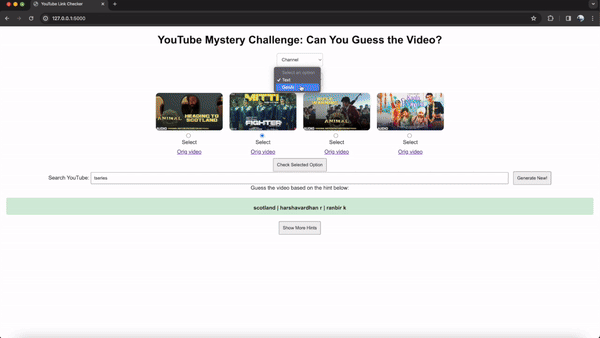 YouTube Link Checker
127.0.0.1:5000
YouTube Mystery Challenge: Can You Guess the Video?
Channel
Select an option
✓ Text
Genki
ANIMAL HEADING TO SCOTLAND
MITTI
FIGHTER
ANIMAL
Select Select Select Select
Orig video Orig video Orig video Orig video
Check Selected Option
Search YouTube: tseries Generate New!
Guess the video based on the hint below:
scotland | harshavardhan r | ranbir k
Show More Hints